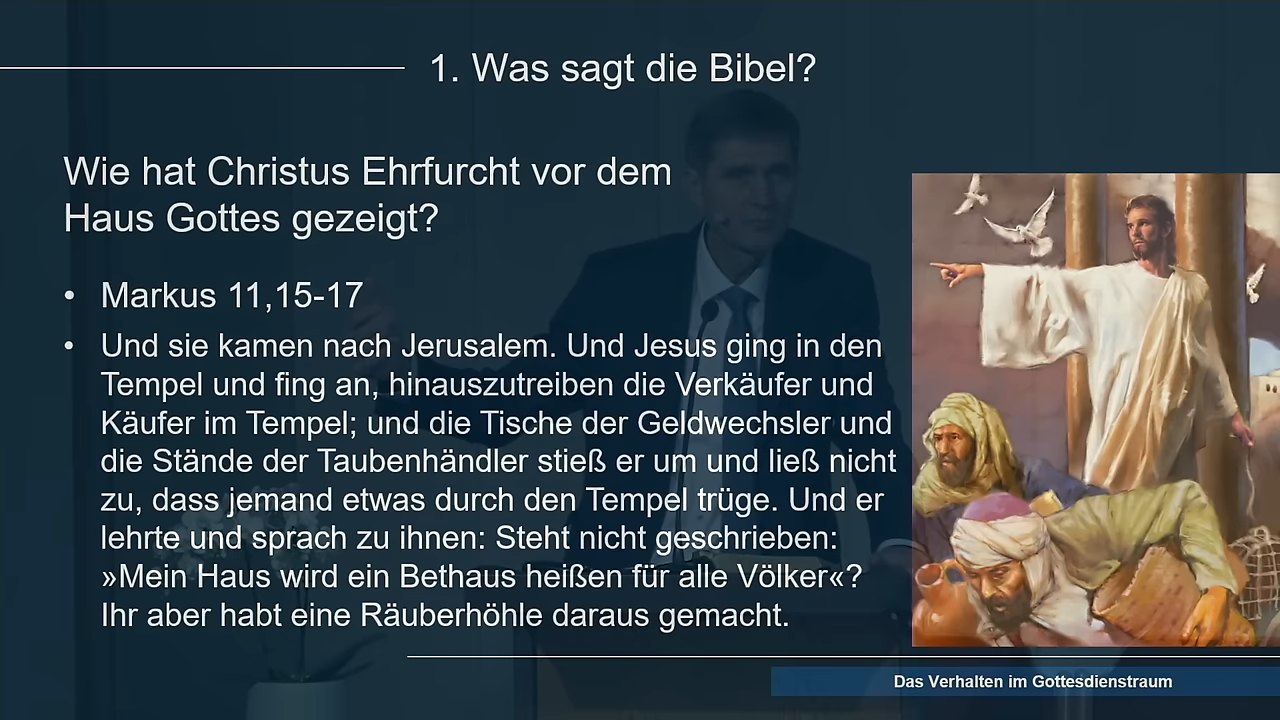 1. Was sagt die Bibel?
Wie hat Christus Ehrfurcht vor dem
Haus Gottes gezeigt?
• Markus 11,15-17
• Und sie kamen nach Jerusalem. Und Jesus ging in den
Tempel und fing an, hinauszutreiben die Verkäufer und
Käufer im Tempel; und die Tische der Geldwechsler und
die Stände der Taubenhändler stieß er um und ließ nicht
zu, dass jemand etwas durch den Tempel trüge. Und er
lehrte und sprach zu ihnen: Steht nicht geschrieben:
»Mein Haus wird ein Bethaus heißen für alle Völker«?
Ihr aber habt eine Räuberhöhle daraus gemacht.
Das Verhalten im Gottesdienstraum